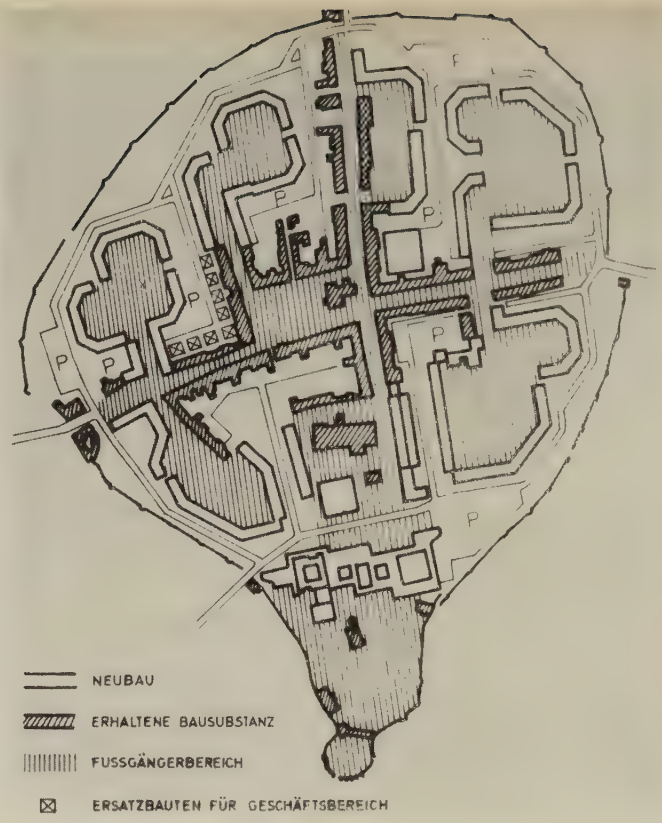 P
P
P
P
P
P
P
P
P
NEUBAU
ERHALTENE BAUSUBSTANZ
FUSSGÄNGERBEREICH
ERSATZBAUTEN FÜR GESCHÄFTSBEREICH